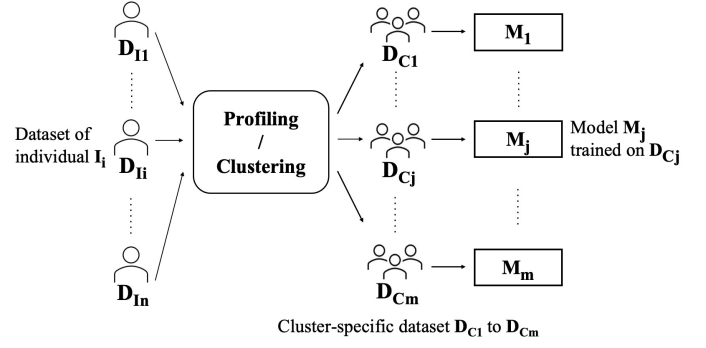 D_I1
Dataset of
individual I_i
D_Ii
D_In
Profiling
/
Clustering
D_C1
D_Cj
D_Cm
M_1
M_j
M_m
Model M_j
trained on D_Cj
Cluster-specific dataset D_C1 to D_Cm